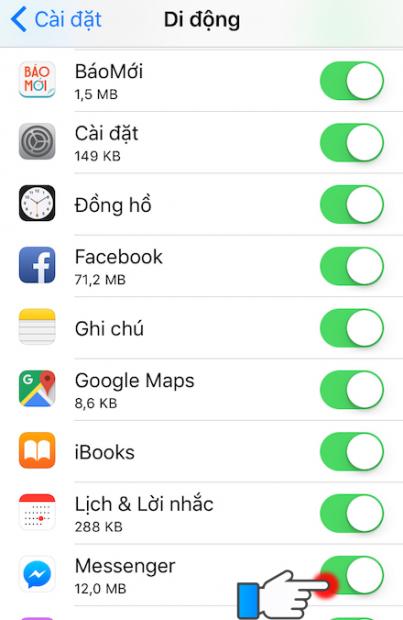 Cài đặt
Di động
BÁO
MỚI
BáoMới
1,5 MB
Cài đặt
149 KB
Đồng hồ
Facebook
71,2 MB
Ghi chú
Google Maps
8,6 KB
iBooks
Lịch & Lời nhắc
288 KB
Messenger
12,0 MB